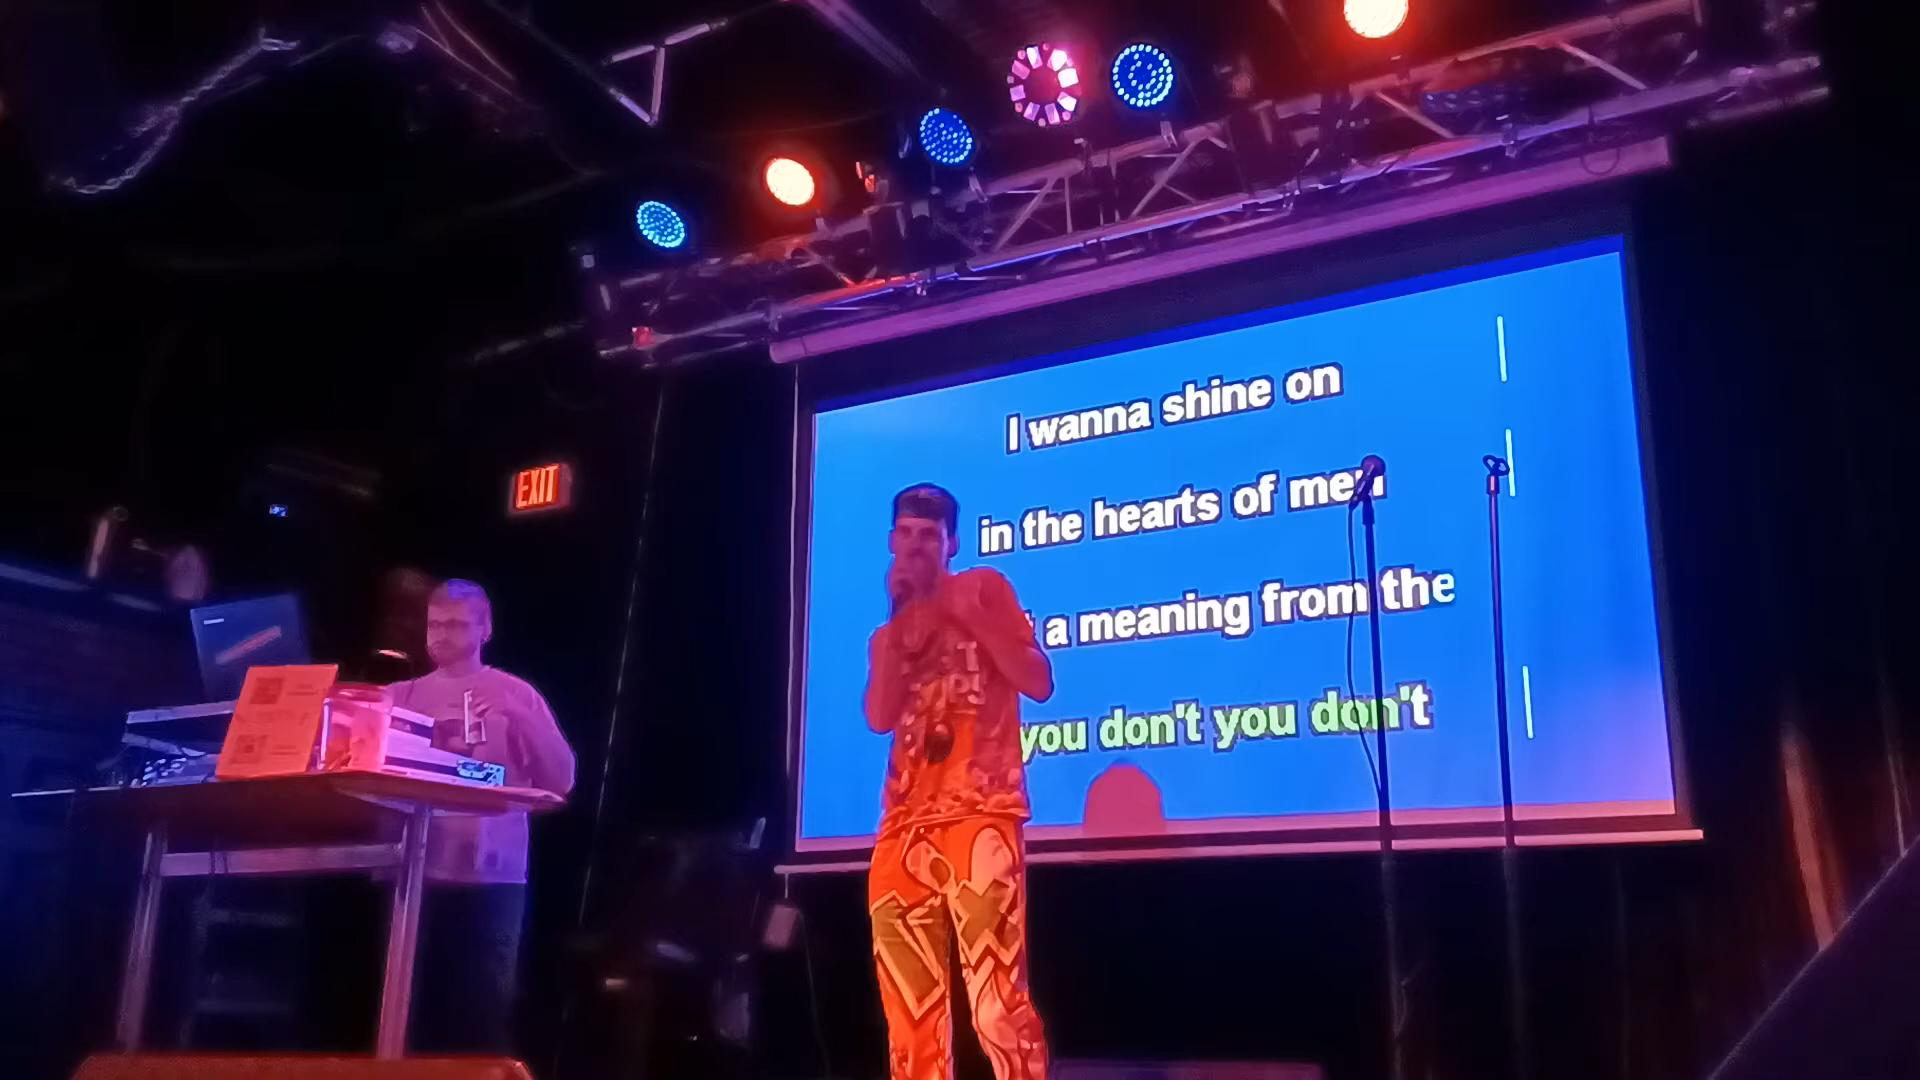 EXIT
I wanna shine on
in the hearts of men
a meaning from the
you don't you don't